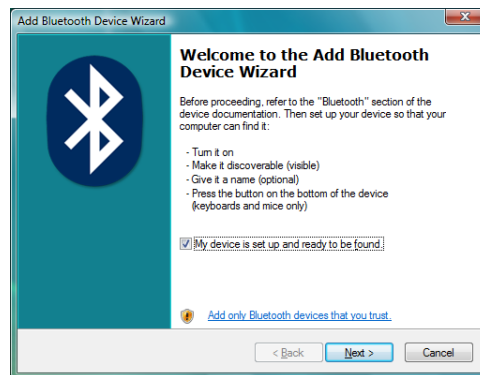 Add Bluetooth Device Wizard
Welcome to the Add Bluetooth
Device Wizard
Before proceeding, refer to the "Bluetooth" section of the
device documentation. Then set up your device so that your
computer can find it:
- Turn it on
- Make it discoverable (visible)
- Give it a name (optional)
- Press the button on the bottom of the device
(keyboards and mice only)
My device is set up and ready to be found.
Add only Bluetooth devices that you trust.
< Back
Next >
Cancel